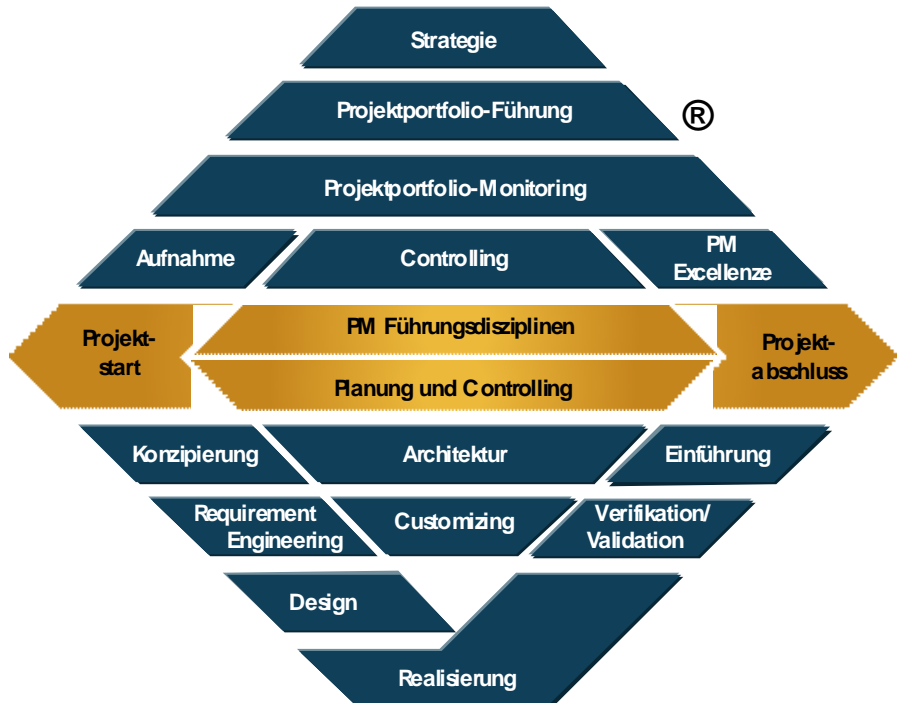 Strategie
Projektportfolio-Führung
®
Projektportfolio-Monitoring
Aufnahme
Controlling
PM
Excellenze
Projekt-
start
PM Führungsdisziplinen
Planung und Controlling
Projekt-
abschluss
Konzipierung
Architektur
Einführung
Requirement
Engineering
Customizing
Verifikation/
Validation
Design
Realisierung